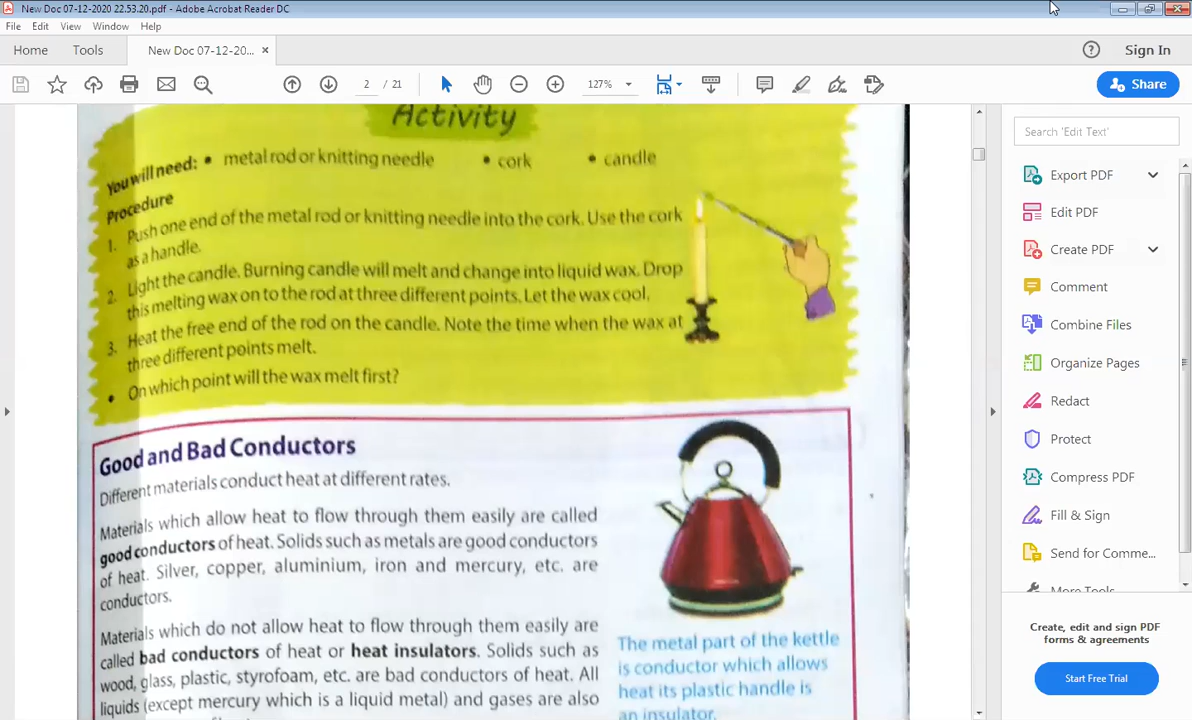 New Doc 07-12-2020 22.53.20.pdf - Adobe Acrobat Reader DC
File Edit View Window Help
Home Tools New Doc 07-12-20... × Sign In
2 / 21 127% Share
Activity
You will need: • metal rod or knitting needle • cork • candle
Procedure
1. Push one end of the metal rod or knitting needle into the cork. Use the cork
as a handle.
2. Light the candle. Burning candle will melt and change into liquid wax. Drop
this melting wax on to the rod at three different points. Let the wax cool.
3. Heat the free end of the rod on the candle. Note the time when the wax at
three different points melt.
• On which point will the wax melt first?
Good and Bad Conductors
Different materials conduct heat at different rates.
Materials which allow heat to flow through them easily are called
good conductors of heat. Solids such as metals are good conductors
of heat. Silver, copper, aluminium, iron and mercury, etc. are
conductors.
Materials which do not allow heat to flow through them easily are
called bad conductors of heat or heat insulators. Solids such as
wood, glass, plastic, styrofoam, etc. are bad conductors of heat. All
liquids (except mercury which is a liquid metal) and gases are also
The metal part of the kettle
is conductor which allows
heat its plastic handle is
an insulator.
Search 'Edit Text'
Export PDF
Edit PDF
Create PDF
Comment
Combine Files
Organize Pages
Redact
Protect
Compress PDF
Fill & Sign
Send for Comme...
More Tools
Create, edit and sign PDF
forms & agreements
Start Free Trial